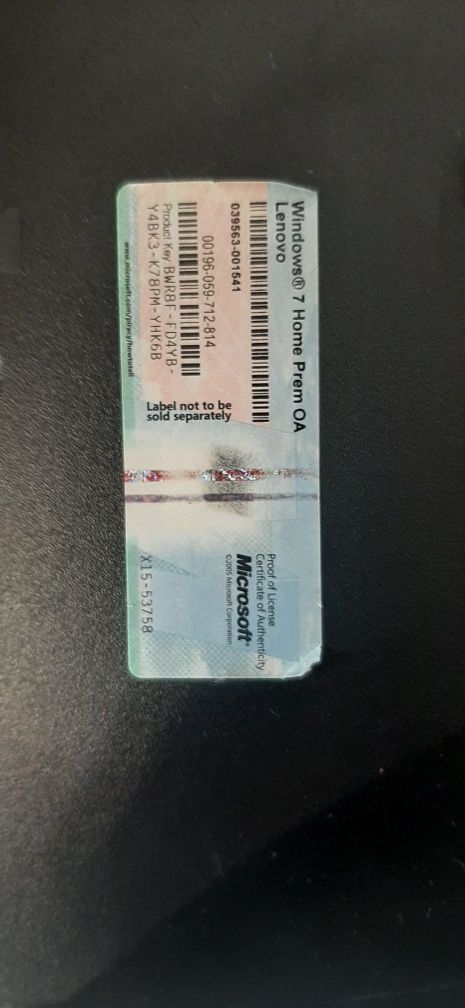 Windows® 7 Home Prem OA
Lenovo
039563-001541
00196-059-712-814
Product Key: BWR8F-FD4YB-
Y4BK3-K78PM-YHK6B
www.microsoft.com/piracy/howtotell
Label not to be
sold separately
Proof of License
Certificate of Authenticity
Microsoft®
©2005 Microsoft Corporation
X15-53758